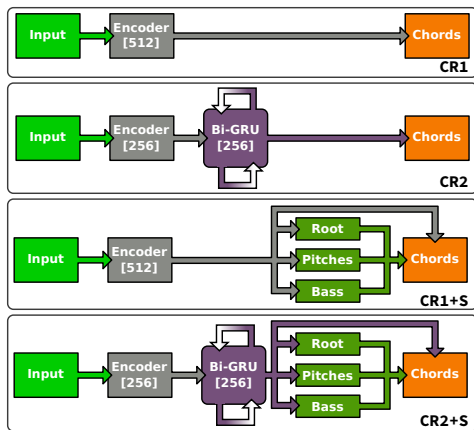 Input
Encoder
[512]
Chords
CR1
Input
Encoder
[256]
Bi-GRU
[256]
Chords
CR2
Input
Encoder
[512]
Root
Pitches
Bass
Chords
CR1+S
Input
Encoder
[256]
Bi-GRU
[256]
Root
Pitches
Bass
Chords
CR2+S